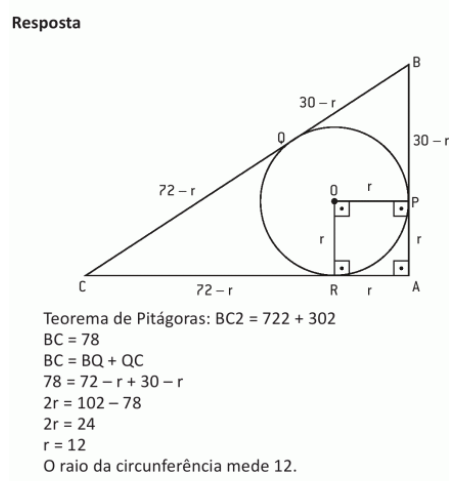 Resposta
B
30 – r
Q
30 – r
72 – r
O
r
P
r
r
C
72 – r
R
r
A
Teorema de Pitágoras: BC2 = 722 + 302
BC = 78
BC = BQ + QC
78 = 72 – r + 30 – r
2r = 102 – 78
2r = 24
r = 12
O raio da circunferência mede 12.